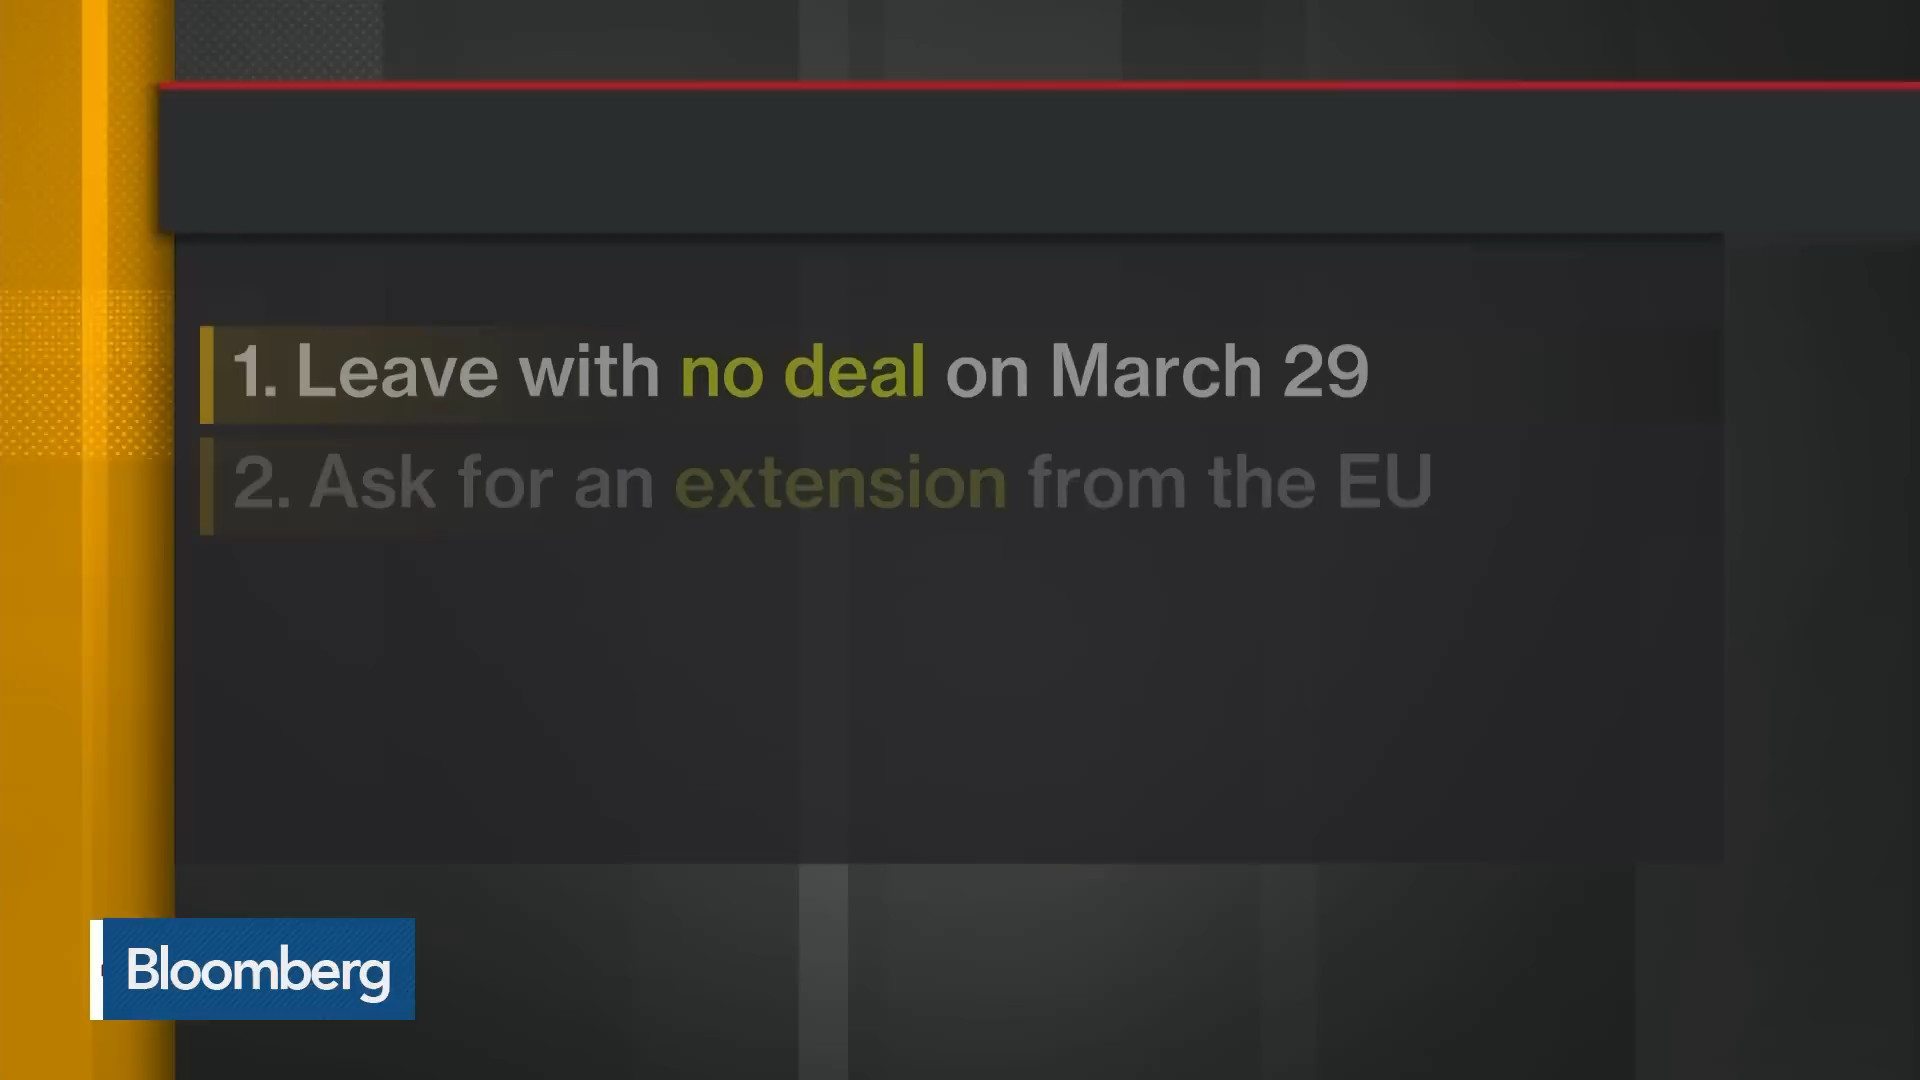 1. Leave with no deal on March 29
2. Ask for an extension from the EU
Bloomberg